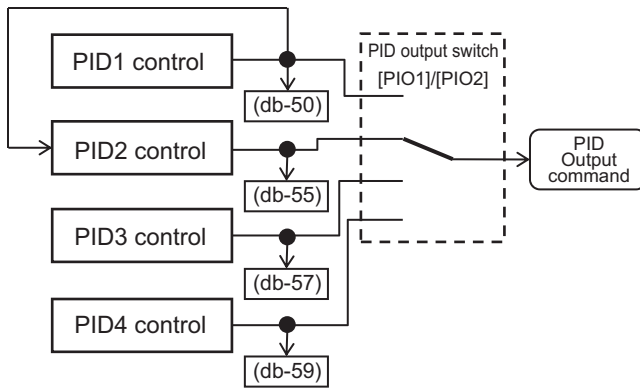 PID1 control
(db-50)
PID output switch
[PIO1]/[PIO2]
PID2 control
(db-55)
PID
Output
command
PID3 control
(db-57)
PID4 control
(db-59)